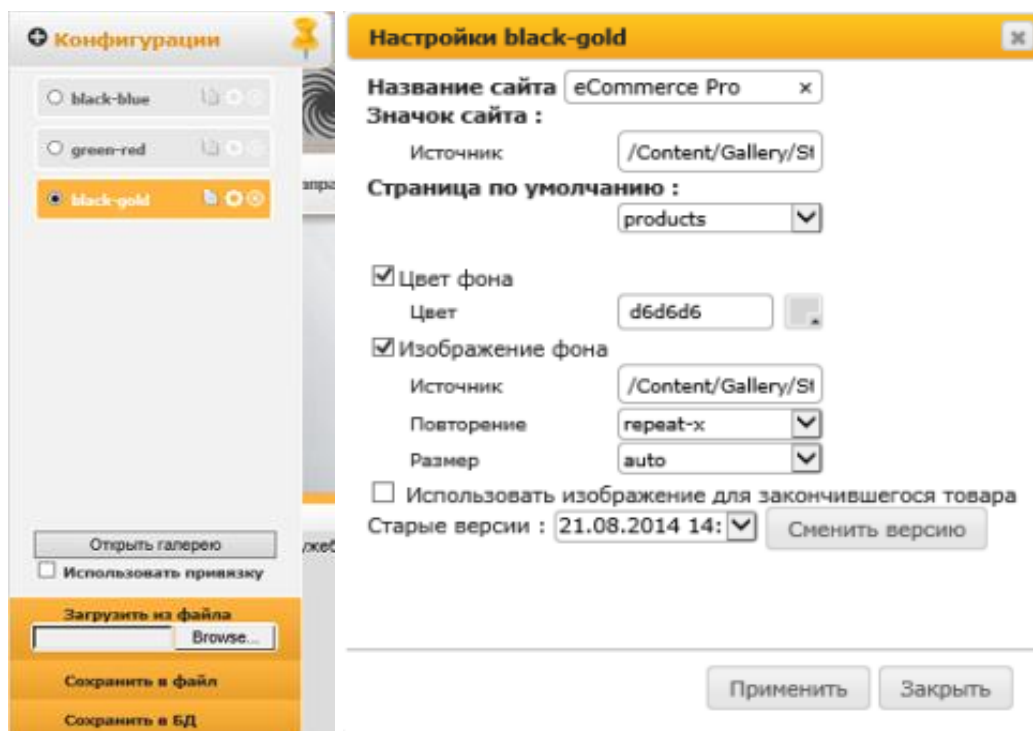 Конфигурации
black-blue
green-red
black-gold
Открыть галерею
Использовать привязку
Загрузить из файла
Browse...
Сохранить в файл
Сохранить в БД
Настройки black-gold
Название сайта eCommerce Pro ×
Значок сайта :
Источник /Content/Gallery/St
Страница по умолчанию :
products
Цвет фона
Цвет d6d6d6
Изображение фона
Источник /Content/Gallery/St
Повторение repeat-x
Размер auto
Использовать изображение для закончившегося товара
Старые версии : 21.08.2014 14: Сменить версию
Применить Закрыть